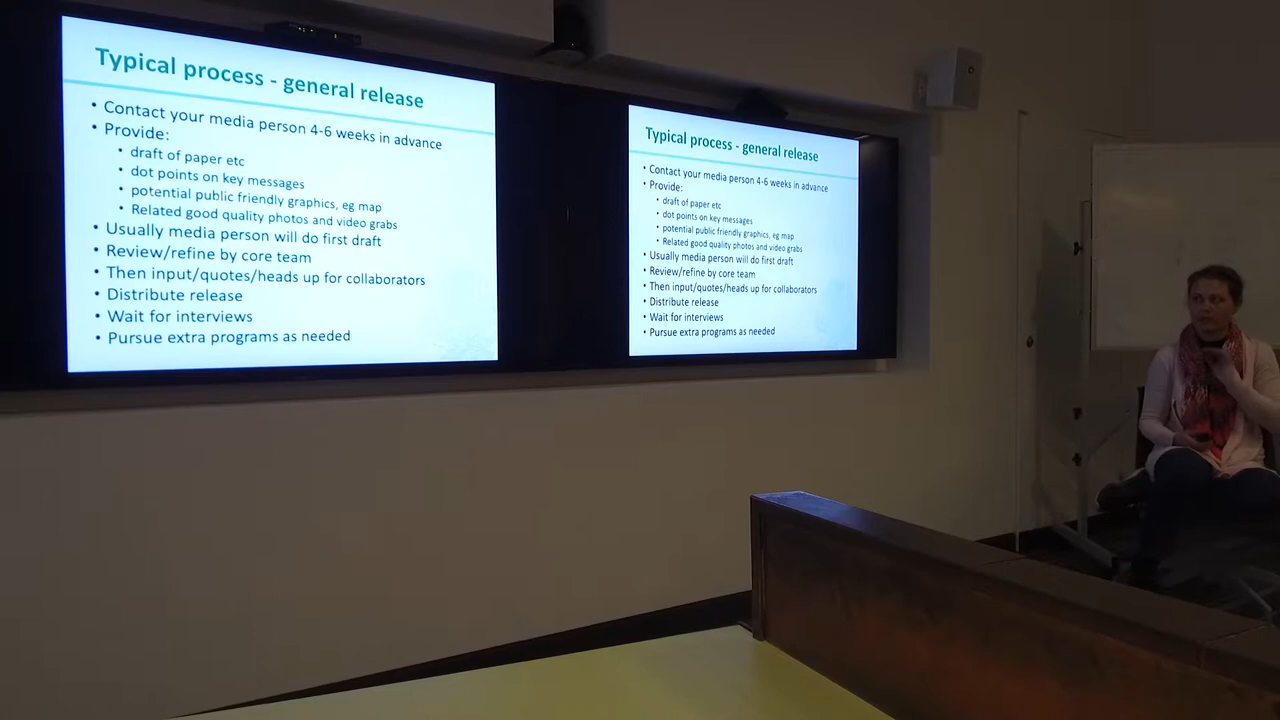 Typical process - general release
• Contact your media person 4-6 weeks in advance
• Provide:
• draft of paper etc
• dot points on key messages
• potential public friendly graphics, eg map
• Related good quality photos and video grabs
• Usually media person will do first draft
• Review/refine by core team
• Then input/quotes/heads up for collaborators
• Distribute release
• Wait for interviews
• Pursue extra programs as needed
Typical process - general release
• Contact your media person 4-6 weeks in advance
• Provide:
• draft of paper etc
• dot points on key messages
• potential public friendly graphics, eg map
• Related good quality photos and video grabs
• Usually media person will do first draft
• Review/refine by core team
• Then input/quotes/heads up for collaborators
• Distribute release
• Wait for interviews
• Pursue extra programs as needed